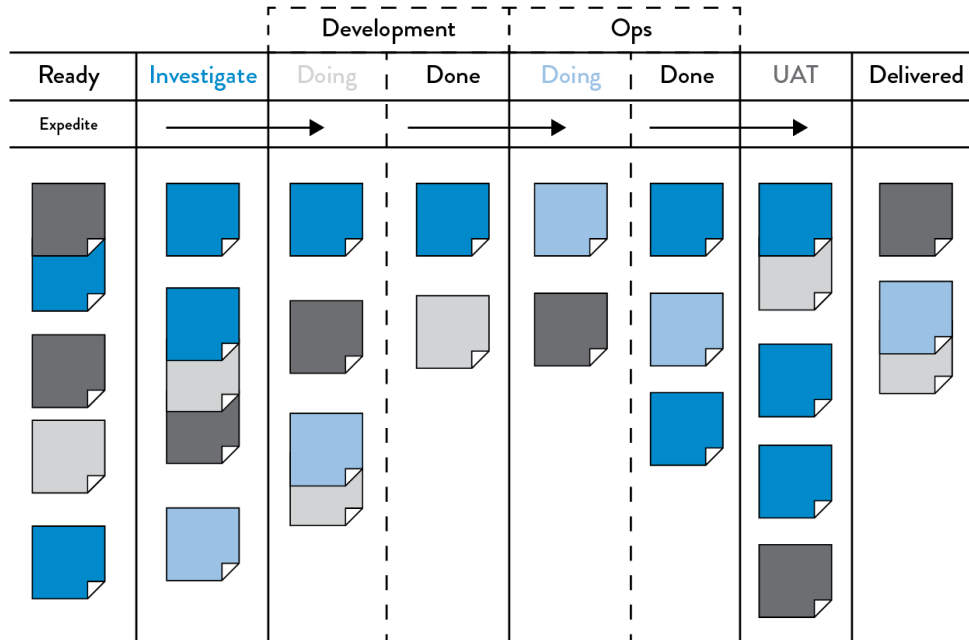 Development Ops
Ready Investigate Doing Done Doing Done UAT Delivered
Expedite